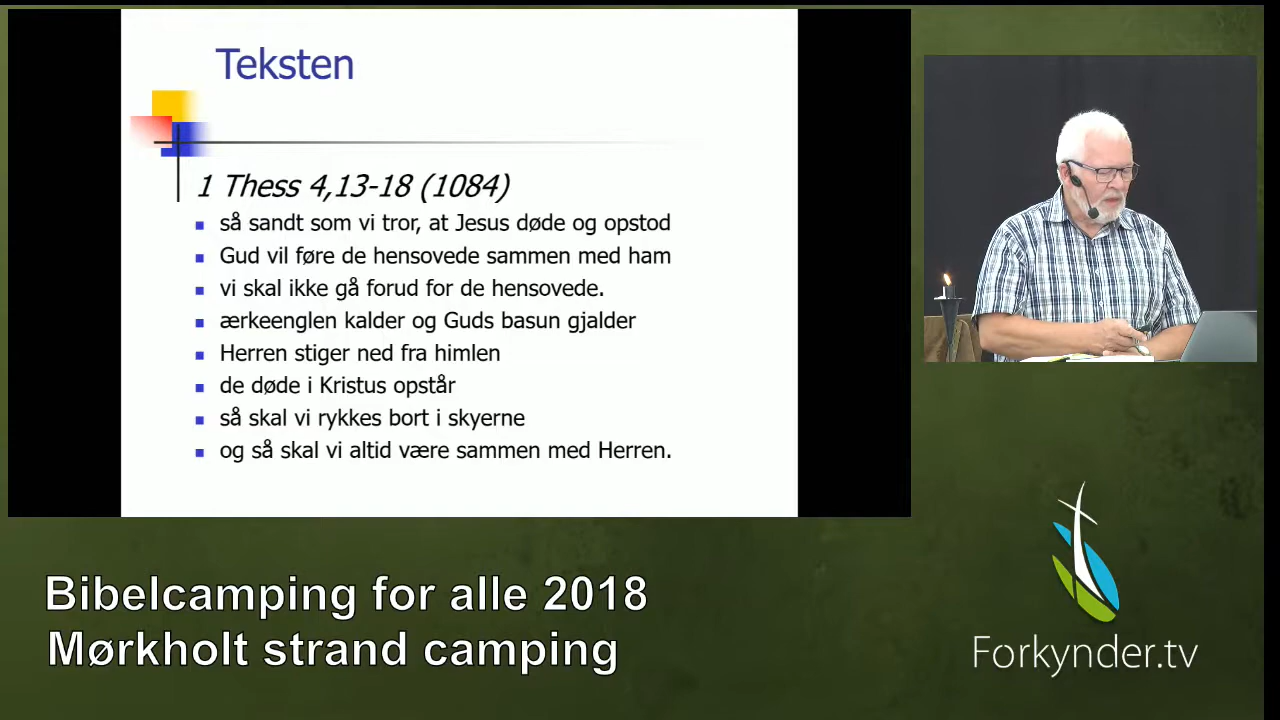 Teksten
1 Thess 4,13-18 (1084)
så sandt som vi tror, at Jesus døde og opstod
Gud vil føre de hensovede sammen med ham
vi skal ikke gå forud for de hensovede.
ærkeenglen kalder og Guds basun gjalder
Herren stiger ned fra himlen
de døde i Kristus opstår
så skal vi rykkes bort i skyerne
og så skal vi altid være sammen med Herren.
Bibelcamping for alle 2018
Mørkholt strand camping
Forkynder.tv